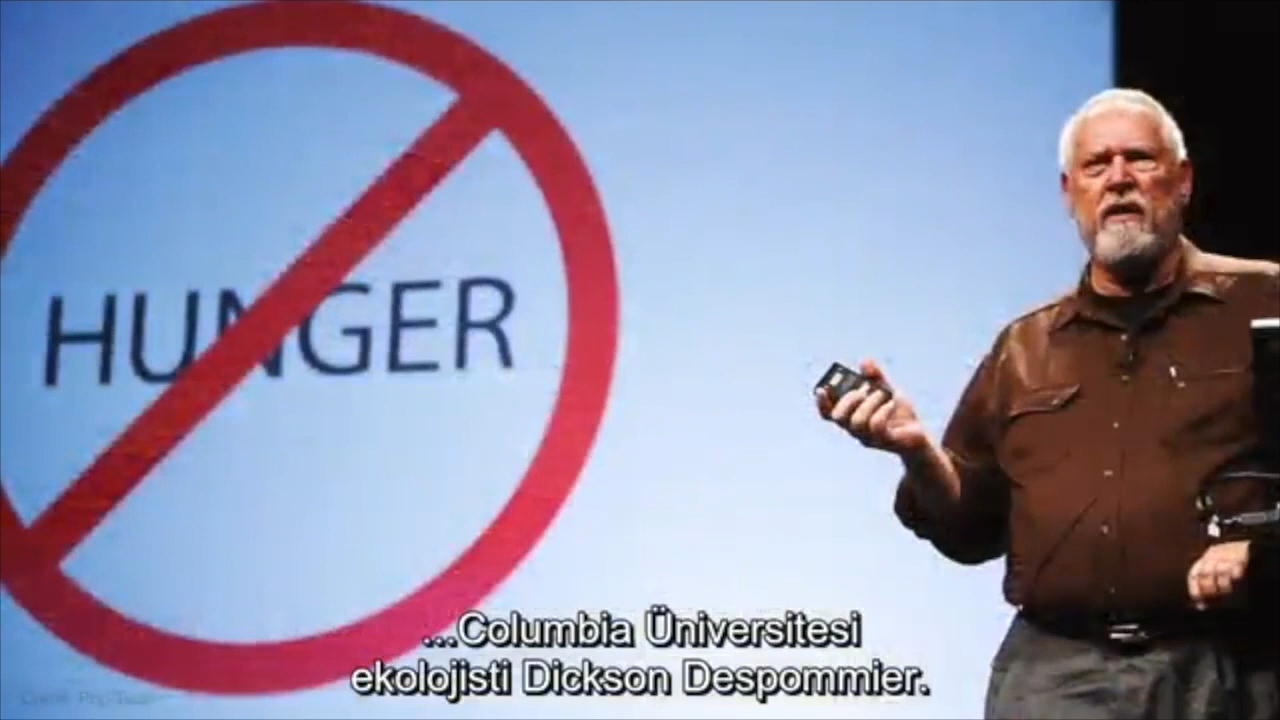 HUNGER
...Columbia Üniversitesi
ekolojisti Dickson Despommier.